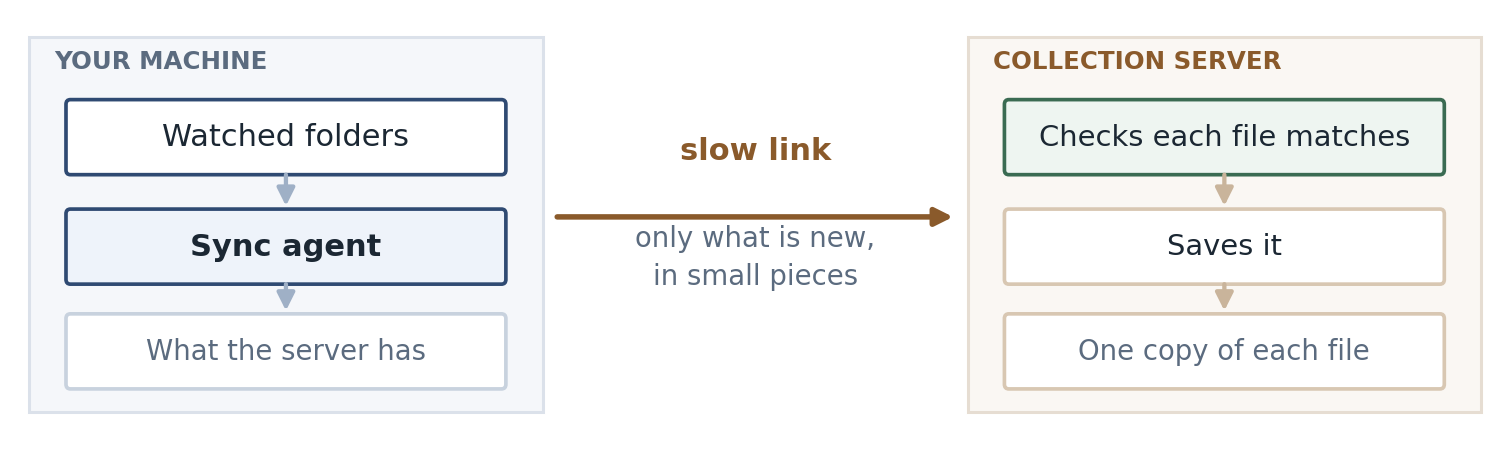 YOUR MACHINE
Watched folders
Sync agent
What the server has
slow link
only what is new,
in small pieces
COLLECTION SERVER
Checks each file matches
Saves it
One copy of each file